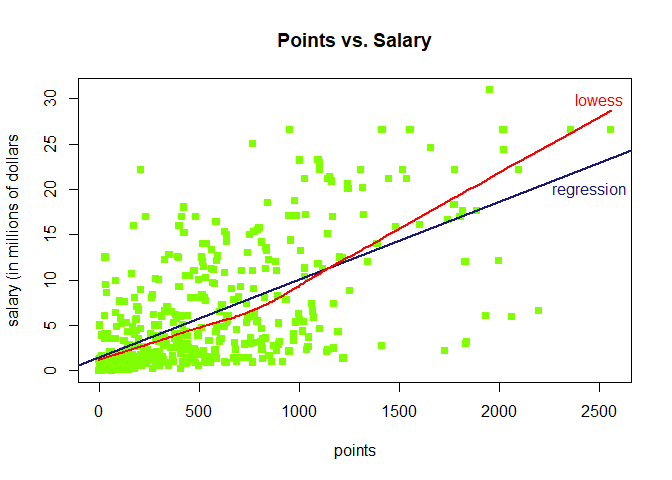 Points vs. Salary
lowess
regression
salary (in millions of dollars
30
25
20
15
10
5
0
0 500 1000 1500 2000 2500
points